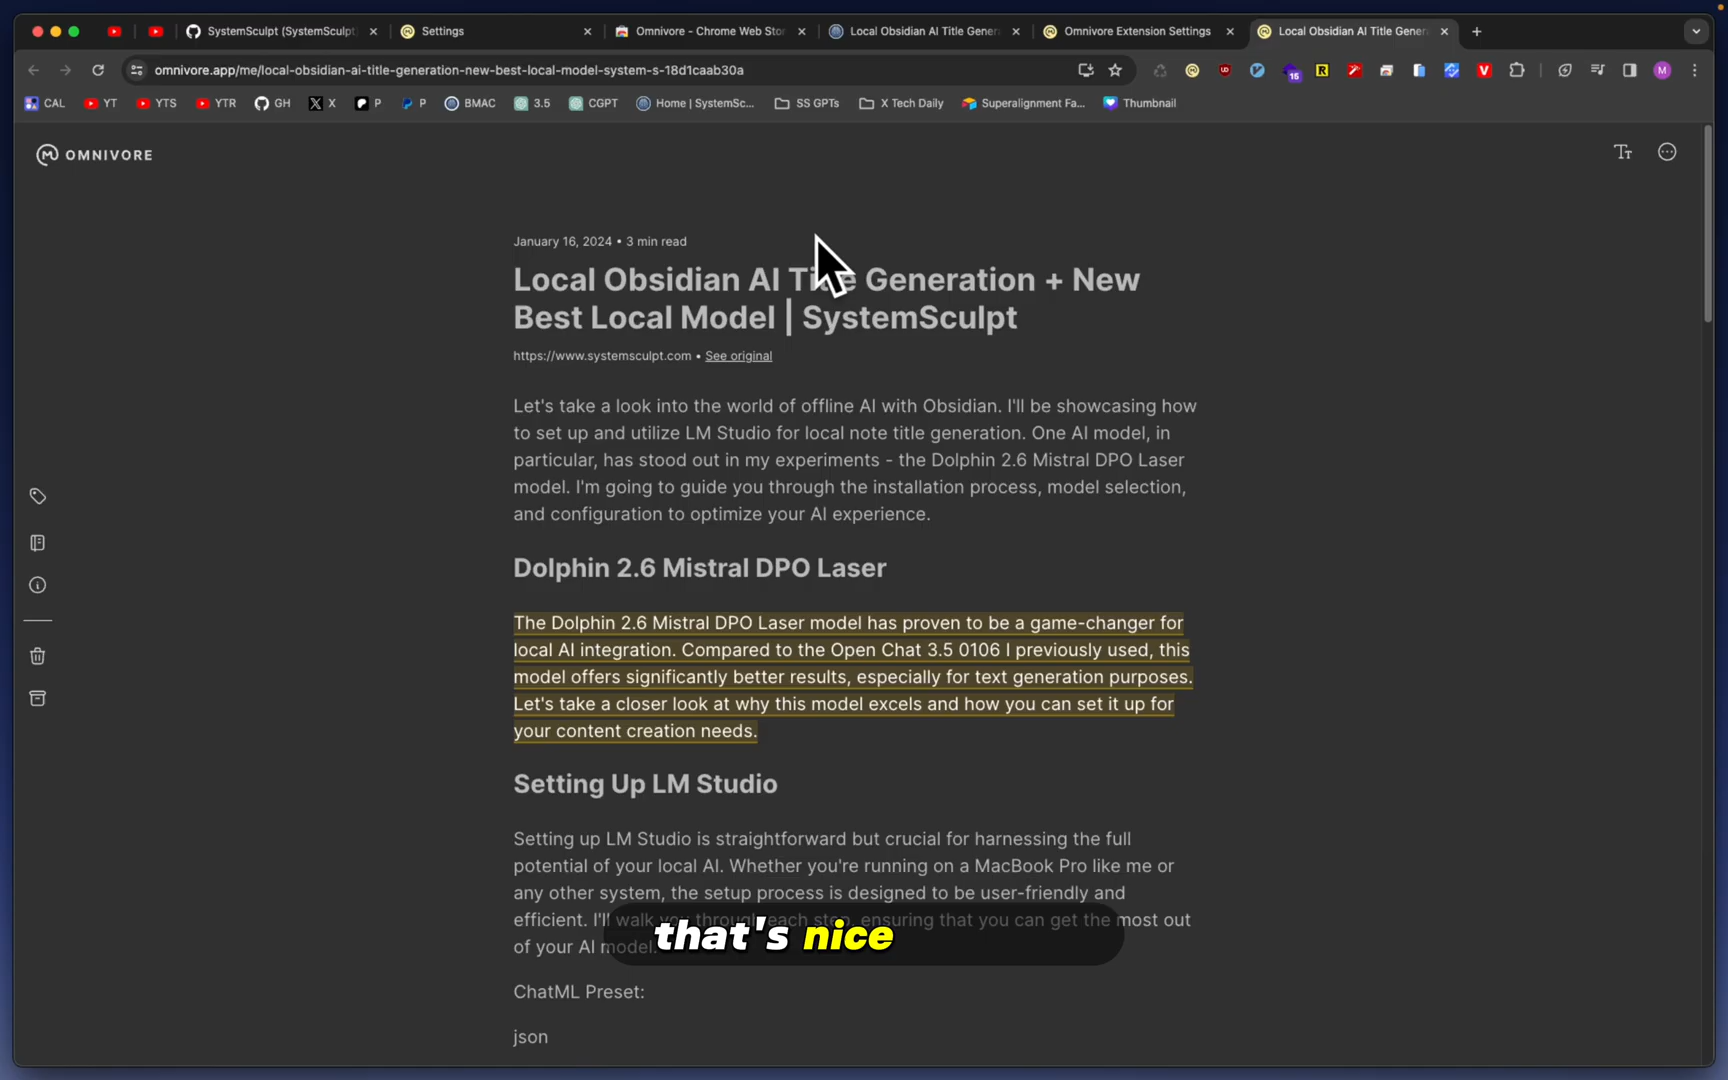 SystemSculpt (SystemSculpt)
Settings
Omnivore - Chrome Web Stor
Local Obsidian AI Title Gener
Omnivore Extension Settings
Local Obsidian AI Title Gener
omnivore.app/me/local-obsidian-ai-title-generation-new-best-local-model-system-s-18d1caab30a
16
M
CAL
YT
YTS
YTR
GH
X
P
P
BMAC
3.5
CGPT
Home | SystemSc...
SS GPTs
X Tech Daily
Superalignment Fa...
Thumbnail
OMNIVORE
January 16, 2024 • 3 min read
Local Obsidian AI Title Generation + New
Best Local Model | SystemSculpt
https://www.systemsculpt.com • See original
Let's take a look into the world of offline AI with Obsidian. I'll be showcasing how
to set up and utilize LM Studio for local note title generation. One AI model, in
particular, has stood out in my experiments - the Dolphin 2.6 Mistral DPO Laser
model. I'm going to guide you through the installation process, model selection,
and configuration to optimize your AI experience.
Dolphin 2.6 Mistral DPO Laser
The Dolphin 2.6 Mistral DPO Laser model has proven to be a game-changer for
local AI integration. Compared to the Open Chat 3.5 0106 I previously used, this
model offers significantly better results, especially for text generation purposes.
Let's take a closer look at why this model excels and how you can set it up for
your content creation needs.
Setting Up LM Studio
Setting up LM Studio is straightforward but crucial for harnessing the full
potential of your local AI. Whether you're running on a MacBook Pro like me or
any other system, the setup process is designed to be user-friendly and
efficient. I'll walk you through each step, ensuring that you can get the most out
of your AI model.
that's nice
ChatML Preset:
json